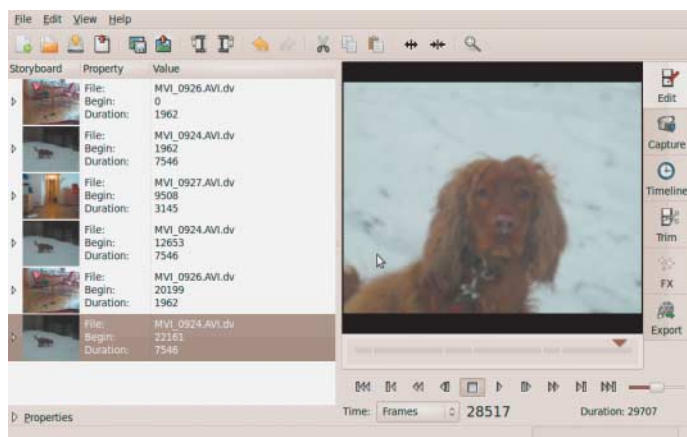 File Edit View Help
Storyboard Property Value
File: MVI_0926.AVI.dv
Begin: 0
Duration: 1962
File: MVI_0924.AVI.dv
Begin: 1962
Duration: 7546
File: MVI_0927.AVI.dv
Begin: 9508
Duration: 3145
File: MVI_0924.AVI.dv
Begin: 12653
Duration: 7546
File: MVI_0926.AVI.dv
Begin: 20199
Duration: 1962
File: MVI_0924.AVI.dv
Begin: 22161
Duration: 7546
Edit
Capture
Timeline
Trim
FX
Export
Time: Frames 28517 Duration: 29707
Properties